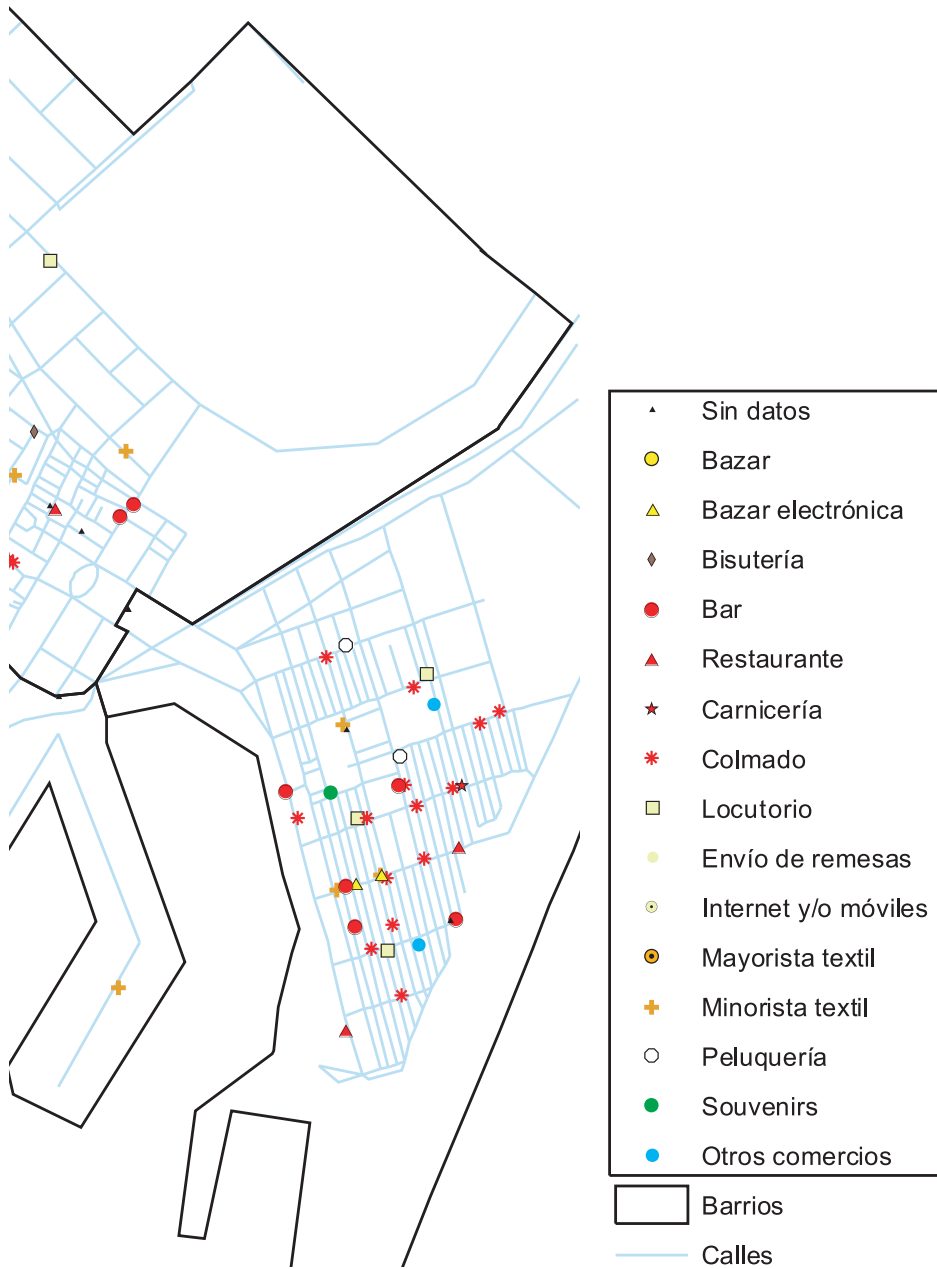 Sin datos
Bazar
Bazar electrónica
Bisutería
Bar
Restaurante
Carnicería
Colmado
Locutorio
Envío de remesas
Internet y/o móviles
Mayorista textil
Minorista textil
Peluquería
Souvenirs
Otros comercios
Barrios
Calles